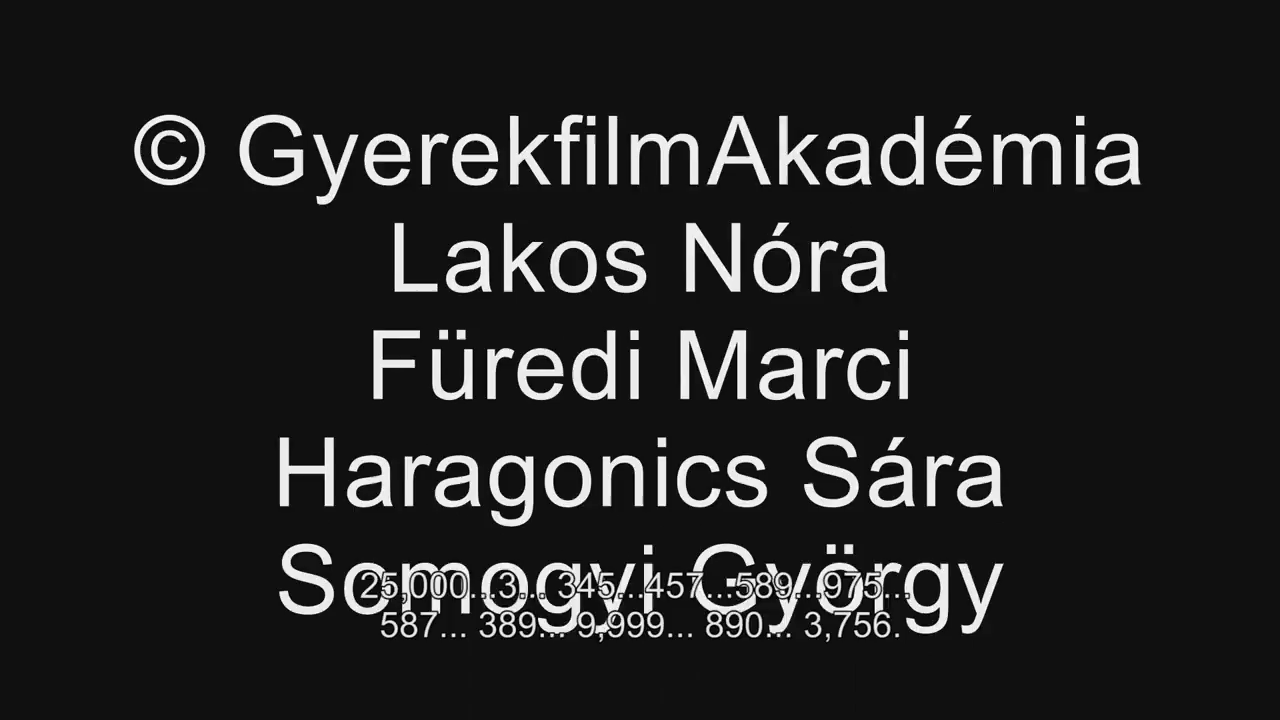 © GyerekfilmAkadémia
Lakos Nóra
Füredi Marci
Haragonics Sára
Somogyi György
25,000...3... 345...457...589...975...
587... 389... 9,999... 890... 3,756.